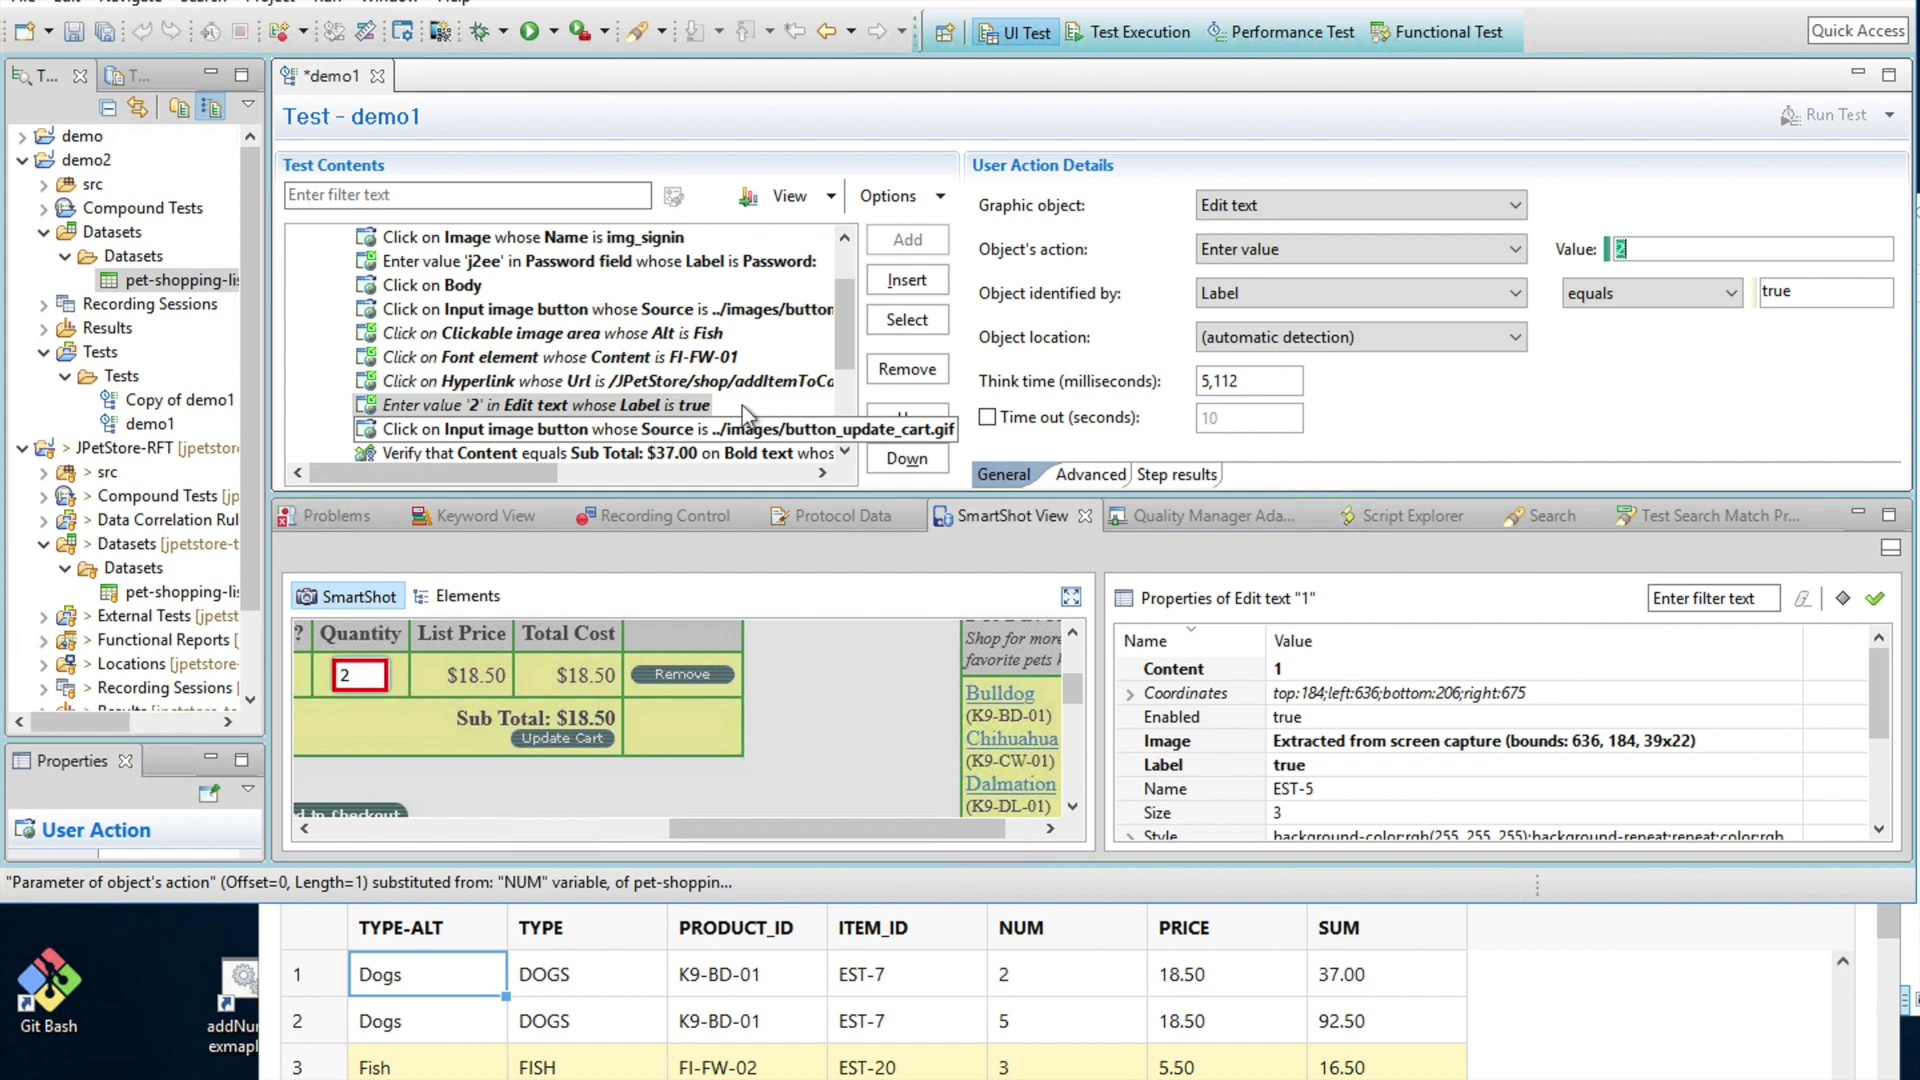 UI Test
Test Execution
Performance Test
Functional Test
Quick Access
T...
T...
*demo1
Test - demo1
Run Test
demo
demo2
src
Compound Tests
Datasets
Datasets
pet-shopping-lis
Recording Sessions
Results
Tests
Tests
Copy of demo1
demo1
> JPetStore-RFT [jpetstore-
> src
> Compound Tests [jp
> Data Correlation Rul
> Datasets [jpetstore-t
Datasets
pet-shopping-lis
> External Tests [jpetst
> Functional Reports (
> Locations [jpetstore-
> Recording Sessions
Test Contents
Enter filter text
View
Options
Click on Image whose Name is img_signin
Enter value 'j2ee' in Password field whose Label is Password:
Click on Body
Click on Input image button whose Source is ../images/button
Click on Clickable image area whose Alt is Fish
Click on Font element whose Content is FI-FW-01
Click on Hyperlink whose Url is /JPetStore/shop/addItemToCa
Enter value '2' in Edit text whose Label is true
Click on Input image button whose Source is ../images/button_update_cart.gif
Verify that Content equals Sub Total: $37.00 on Bold text whos
Add
Insert
Select
Remove
Down
User Action Details
Graphic object:
Edit text
Object's action:
Enter value
Value:
2
Object identified by:
Label
equals
true
Object location:
(automatic detection)
Think time (milliseconds):
5,112
Time out (seconds):
10
General
Advanced
Step results
Problems
Keyword View
Recording Control
Protocol Data
SmartShot View
Quality Manager Ada...
Script Explorer
Search
Test Search Match Pr...
SmartShot
Elements
? Quantity List Price Total Cost
2 $18.50 $18.50 Remove
Sub Total: $18.50
Update Cart
Shop for more
favorite pets
Bulldog
(K9-BD-01)
Chihuahua
(K9-CW-01)
Dalmation
(K9-DL-01)
Properties of Edit text "1"
Enter filter text
Name Value
Content 1
Coordinates top:184;left:636;bottom:206;right:675
Enabled true
Image Extracted from screen capture (bounds: 636, 184, 39x22)
Label true
Name EST-5
Size 3
Style background-color:rgb(255, 255, 255);background-repeat:repeat;color:rgb
Properties
User Action
"Parameter of object's action" (Offset=0, Length=1) substituted from: "NUM" variable, of pet-shoppin...
TYPE-ALT TYPE PRODUCT_ID ITEM_ID NUM PRICE SUM
1 Dogs DOGS K9-BD-01 EST-7 2 18.50 37.00
2 Dogs DOGS K9-BD-01 EST-7 5 18.50 92.50
3 Fish FISH FI-FW-02 EST-20 3 5.50 16.50
Git Bash
addNu
exmapl